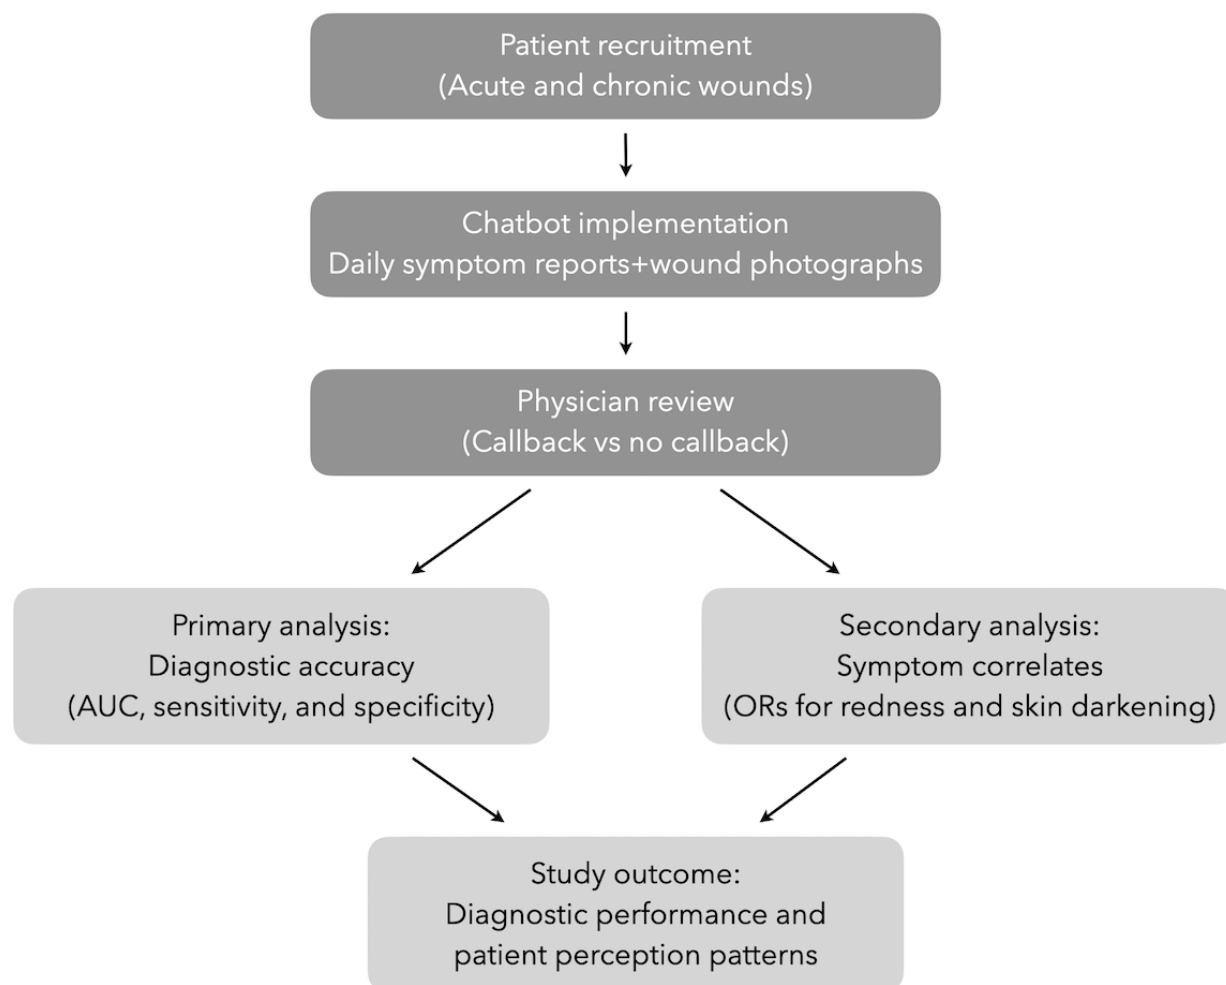 Patient recruitment
(Acute and chronic wounds)
Chatbot implementation
Daily symptom reports+wound photographs
Physician review
(Callback vs no callback)
Primary analysis:
Diagnostic accuracy
(AUC, sensitivity, and specificity)
Secondary analysis:
Symptom correlates
(ORs for redness and skin darkening)
Study outcome:
Diagnostic performance and
patient perception patterns